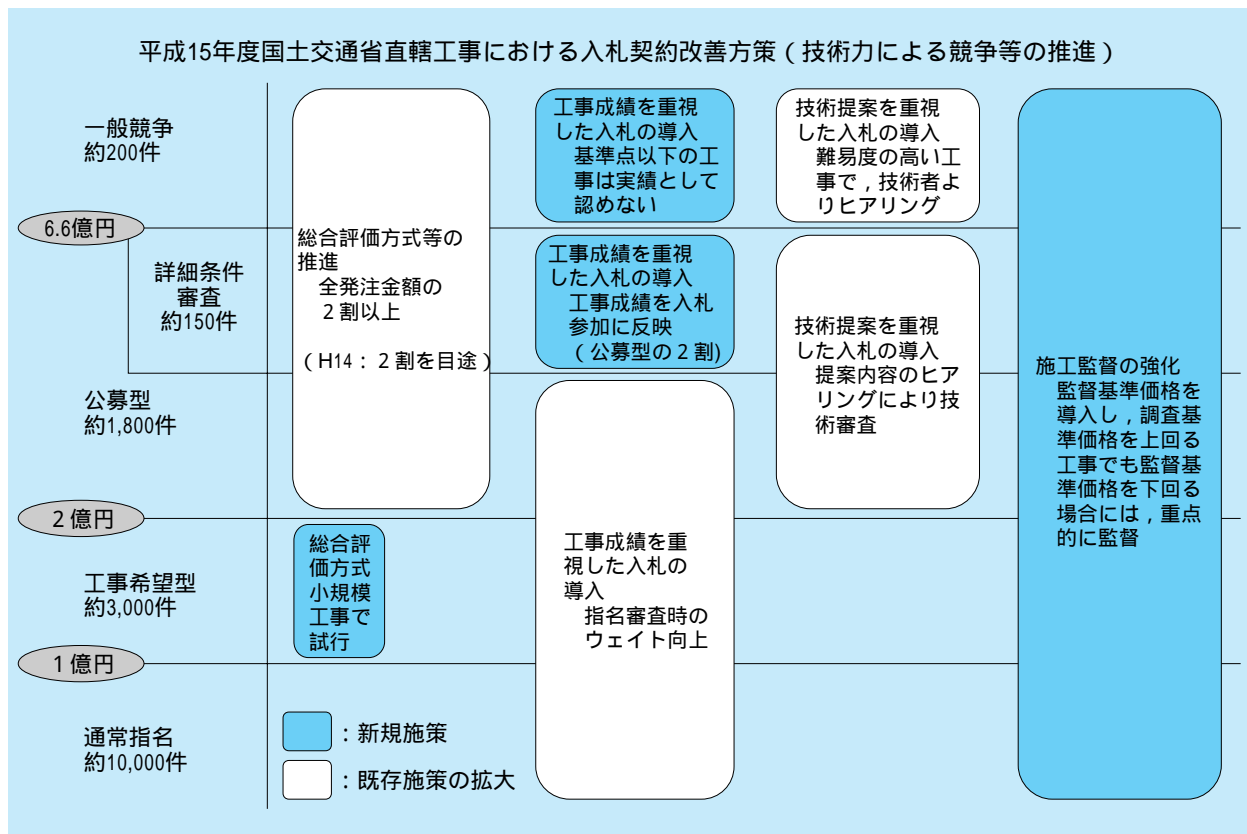 平成15年度国土交通省直轄工事における入札契約改善方策(技術力による競争等の推進)
一般競争
約200件
6.6億円
詳細条件
審査
約150件
公募型
約1,800件
2億円
工事希望型
約3,000件
1億円
通常指名
約10,000件
総合評価方式等の
推進
全発注金額の
2割以上
(H14:2割を目途)
総合評
価方式
小規模
工事で
試行
工事成績を重視
した入札の導入
基準点以下の工
事は実績として
認めない
工事成績を重視
した入札の導入
工事成績を入札
参加に反映
(公募型の2割)
工事成績を重
視した入札の
導入
指名審査時の
ウェイト向上
技術提案を重視
した入札の導入
難易度の高い工
事で,技術者よ
りヒアリング
技術提案を重視
した入札の導入
提案内容のヒア
リングにより技
術審査
施工監督の強化
監督基準価格を
導入し,調査基
準価格を上回る
工事でも監督基
準価格を下回る
場合には,重点
的に監督
:新規施策
:既存施策の拡大